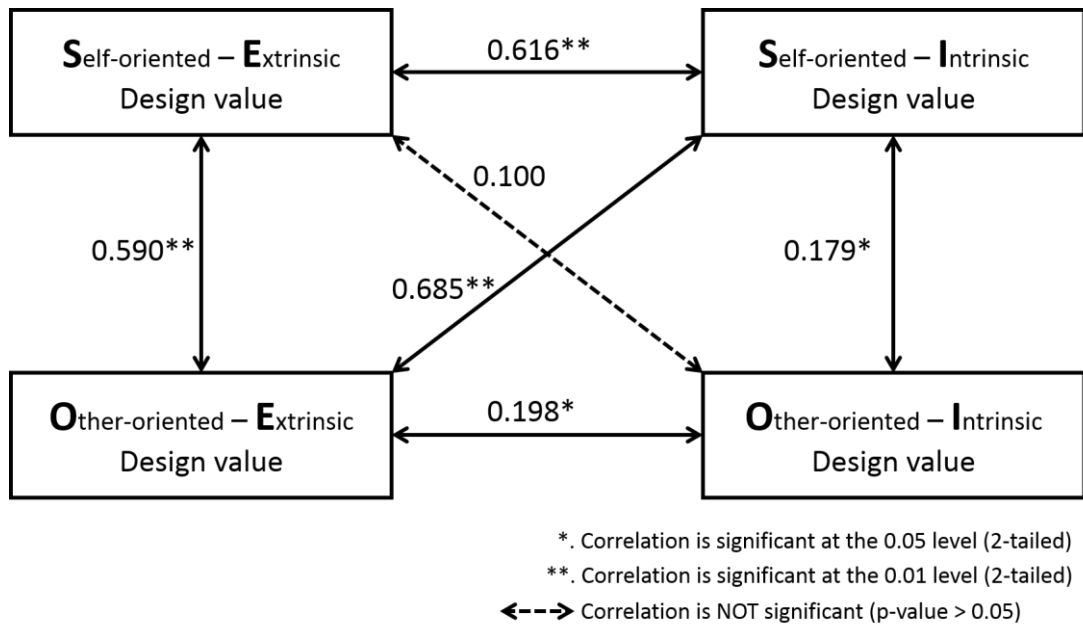 Self-oriented – Extrinsic
Design value
0.616**
Self-oriented – Intrinsic
Design value
0.100
0.590**
0.685**
0.179*
Other-oriented – Extrinsic
Design value
0.198*
Other-oriented – Intrinsic
Design value
*. Correlation is significant at the 0.05 level (2-tailed)
**. Correlation is significant at the 0.01 level (2-tailed)
Correlation is NOT significant (p-value > 0.05)